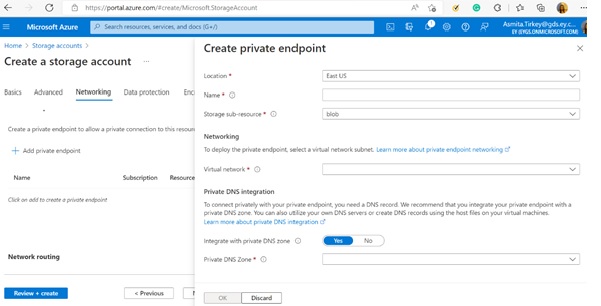 https://portal.azure.com/#create/Microsoft.StorageAccount
Microsoft Azure
Search resources, services, and docs (G+/)
1
Asmita.Tirkey@gds.ey.c...
EY (EYGS.ONMICROSOFT.COM)
Home > Storage accounts >
Create a storage account ...
Basics Advanced Networking Data protection Enc
Create a private endpoint to allow a private connection to this resour
+ Add private endpoint
Name Subscription Resource
Click on add to create a private endpoint
Network routing
Review + create
< Previous
N
Create private endpoint
Location *
East US
Name *
Storage sub-resource *
blob
Networking
To deploy the private endpoint, select a virtual network subnet. Learn more about private endpoint networking
Virtual network *
Private DNS integration
To connect privately with your private endpoint, you need a DNS record. We recommend that you integrate your private endpoint with
a private DNS zone. You can also utilize your own DNS servers or create DNS records using the host files on your virtual machines.
Learn more about private DNS integration
Integrate with private DNS zone
Yes No
Private DNS Zone *
OK Discard